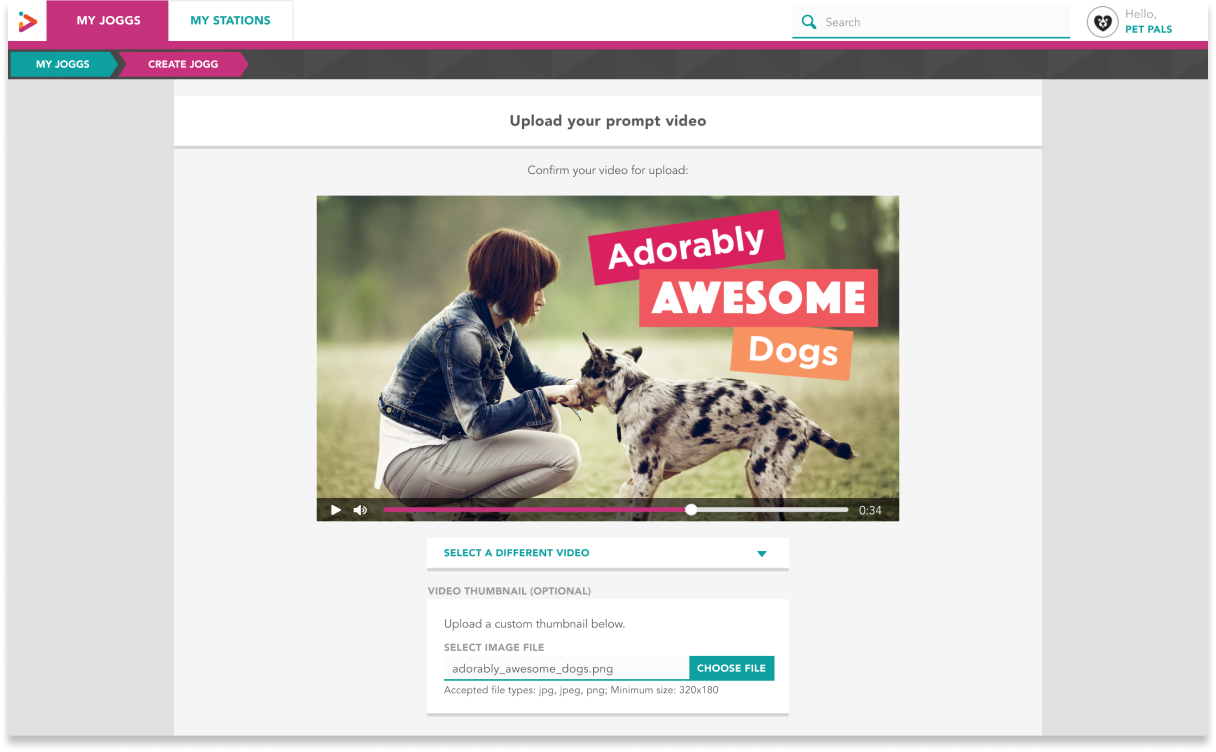 MY JOGGS
MY STATIONS
Search
Hello,
PET PALS
MY JOGGS
CREATE JOGG
Upload your prompt video
Confirm your video for upload:
Adorably
AWESOME
Dogs
0:34
SELECT A DIFFERENT VIDEO
VIDEO THUMBNAIL (OPTIONAL)
Upload a custom thumbnail below.
SELECT IMAGE FILE
adorably_awesome_dogs.png
CHOOSE FILE
Accepted file types: jpg, jpeg, png; Minimum size: 320x180